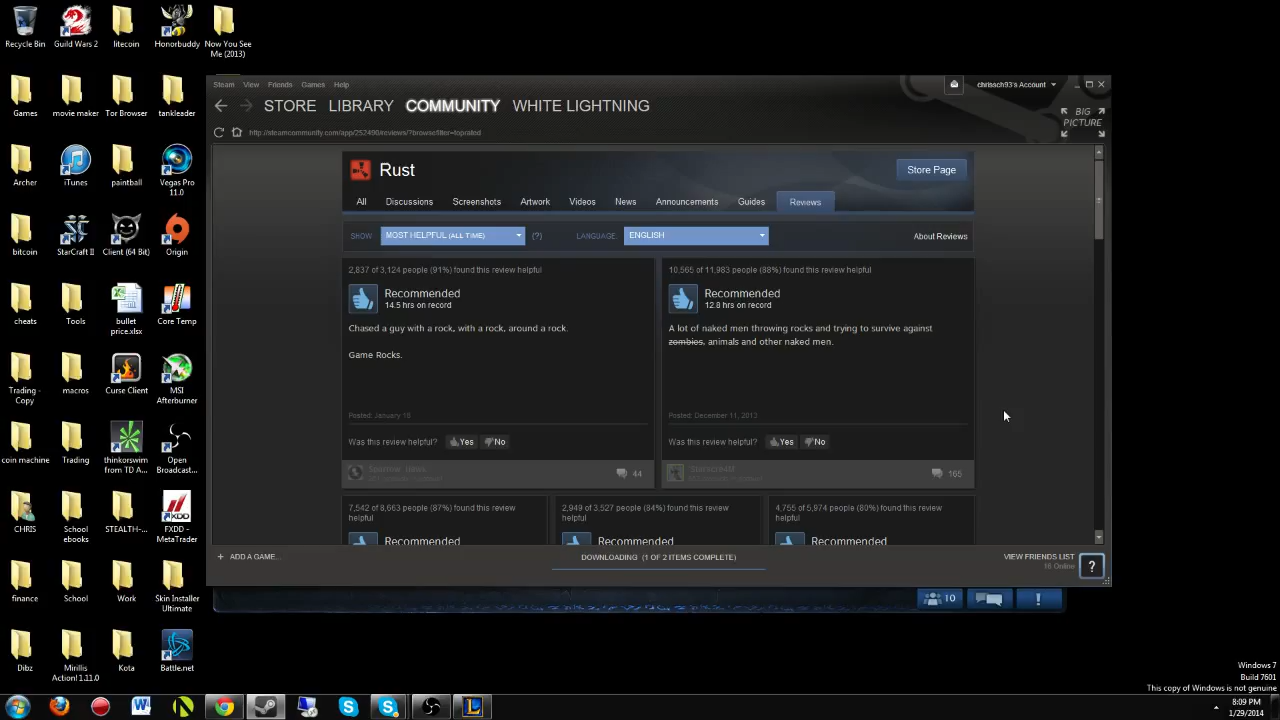 Recycle Bin
Guild Wars 2
litecoin
Honorbuddy
Now You See
Me (2013)
Games
movie maker
Tor Browser
tankleader
Archer
iTunes
paintball
Vegas Pro
11.0
bitcoin
StarCraft II
Client (64 Bit)
Origin
cheats
Tools
bullet
price.xlsx
Core Temp
Trading -
Copy
macros
Curse Client
MSI
Afterburner
coin machine
Trading
thinkorswim
from TD A...
Open
Broadcast...
CHRIS
School
ebooks
STEALTH-...
FXDD -
MetaTrader
finance
School
Work
Skin Installer
Ultimate
Dibz
Mirillis
Action! 1.11.0
Kota
Battle.net
Steam View Friends Games Help
chrissch93's Account
STORE LIBRARY COMMUNITY WHITE LIGHTNING
BIG
PICTURE
http://steamcommunity.com/app/252490/reviews/?browsefilter=toprated
Rust
Store Page
All Discussions Screenshots Artwork Videos News Announcements Guides Reviews
SHOW: MOST HELPFUL (ALL TIME) (?) LANGUAGE: ENGLISH About Reviews
2,837 of 3,124 people (91%) found this review helpful
Recommended
14.5 hrs on record
Chased a guy with a rock, with a rock, around a rock.
Game Rocks.
Posted: January 18
Was this review helpful? Yes No
44
10,565 of 11,983 people (88%) found this review helpful
Recommended
12.8 hrs on record
A lot of naked men throwing rocks and trying to survive against
zombies, animals and other naked men.
Posted: December 11, 2013
Was this review helpful? Yes No
165
7,542 of 8,663 people (87%) found this review
helpful
Recommended
2,949 of 3,527 people (84%) found this review
helpful
Recommended
4,755 of 5,974 people (80%) found this review
helpful
Recommended
+ ADD A GAME...
DOWNLOADING (1 OF 2 ITEMS COMPLETE)
VIEW FRIENDS LIST
16 Online
?
10
!
Windows 7
Build 7601
This copy of Windows is not genuine
8:09 PM
1/29/2014